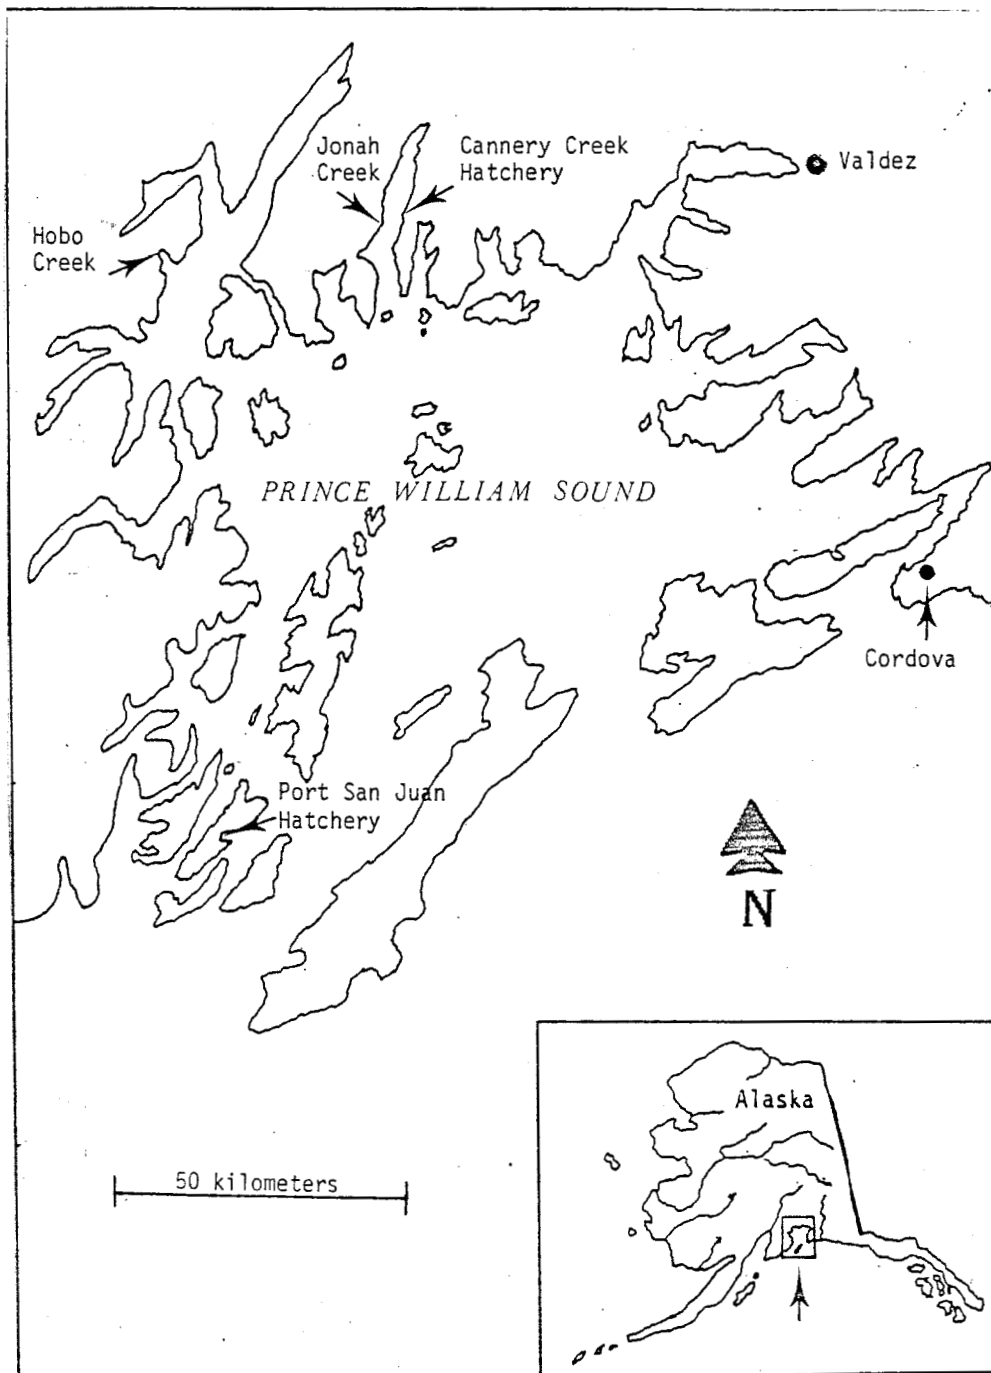 Jonah
Creek
Cannery Creek
Hatchery
Valdez
Hobo
Creek
PRINCE WILLIAM SOUND
Cordova
Port San Juan
Hatchery
N
Alaska
50 kilometers